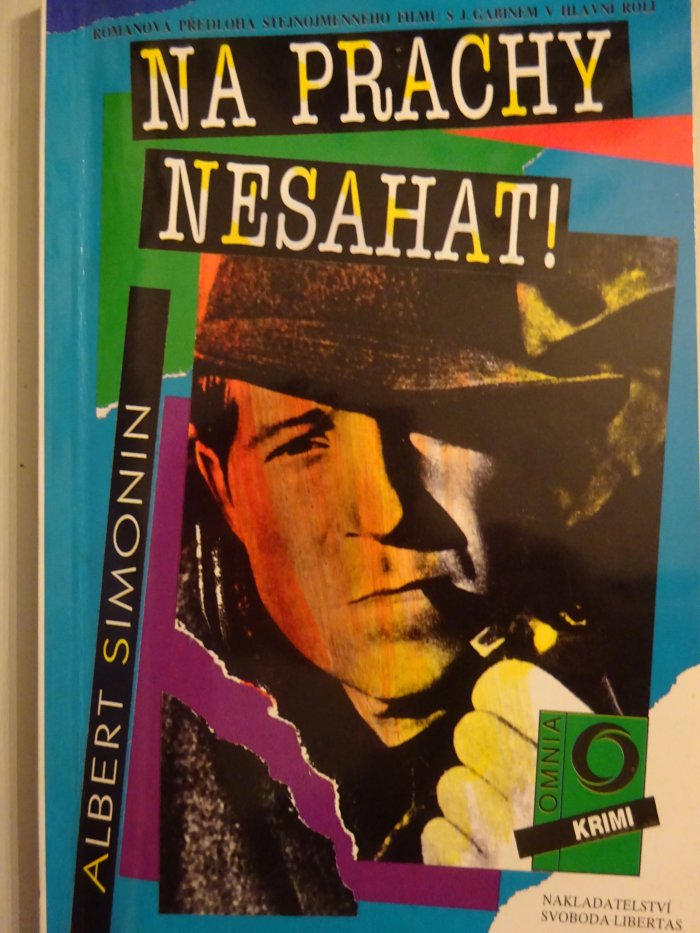 ROMÁNOVÁ PŘEDLOHA STEJNOJMENNÉHO FILMU S J. GABINEM V HLAVNÍ ROLI
NA PRACHY
NESAHAT!
ALBERT SIMONIN
OMNIA
KRIMI
NAKLADATELSTVÍ
SVOBODA-LIBERTAS